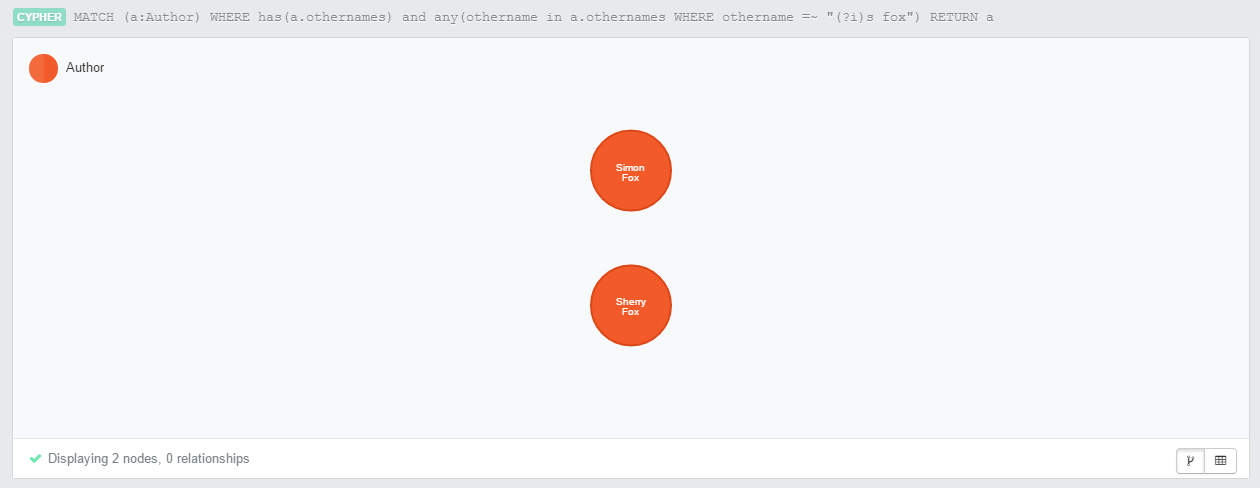 CYPHER MATCH (a:Author) WHERE has(a.othernames) and any(othername in a.othernames WHERE othername =~ "(?i)s fox") RETURN a
Author
Simon
Fox
Sherry
Fox
Displaying 2 nodes, 0 relationships